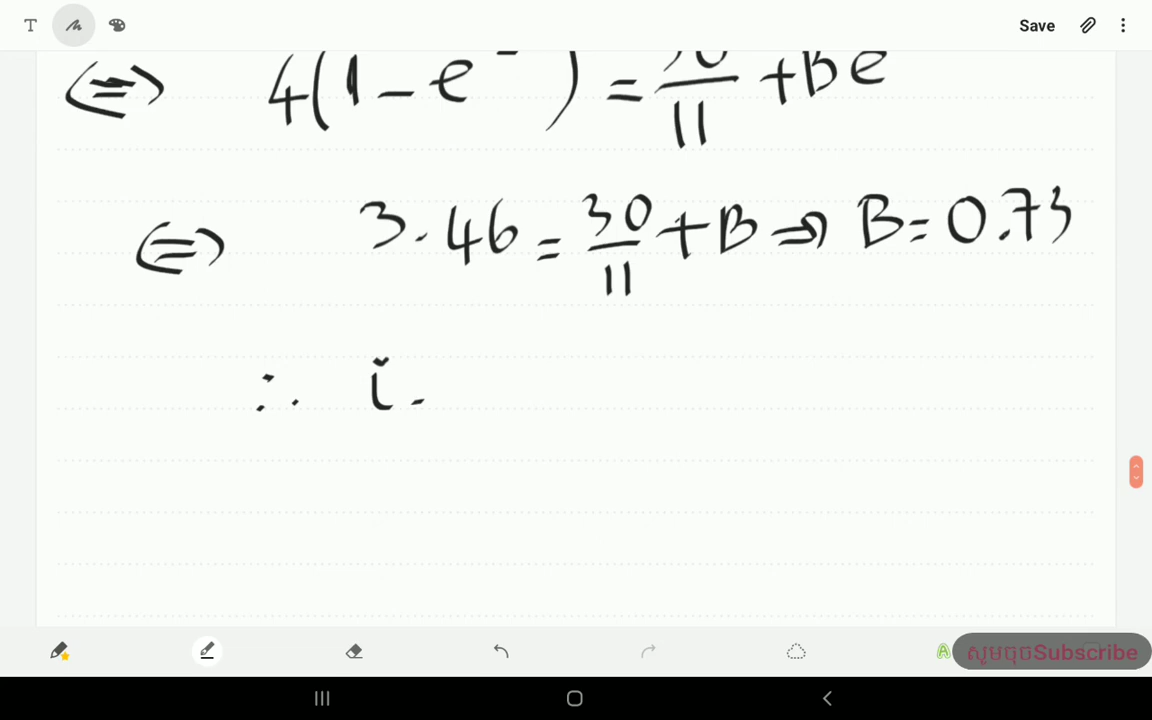 T Save
⟺ 4(1 - e ) = 30/11 + Be
⟺ 3.46 = 30/11 + B ⇒ B = 0.73
∴ i
A សូមចុចSubscribe